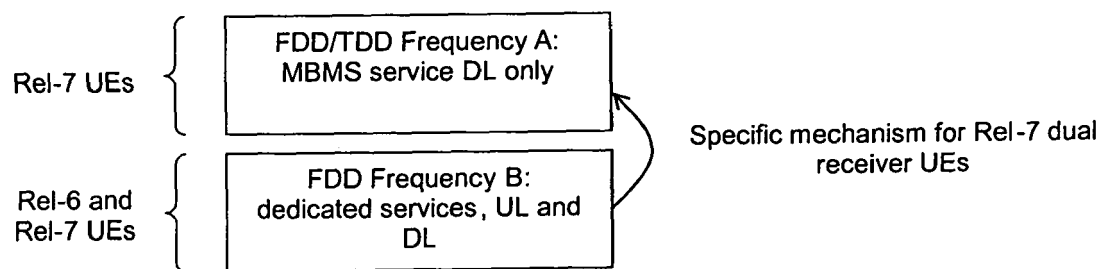 FDD/TDD Frequency A:
MBMS service DL only
Rel-7 UEs
Specific mechanism for Rel-7 dual
receiver UEs
FDD Frequency B:
dedicated services, UL and
DL
Rel-6 and
Rel-7 UEs